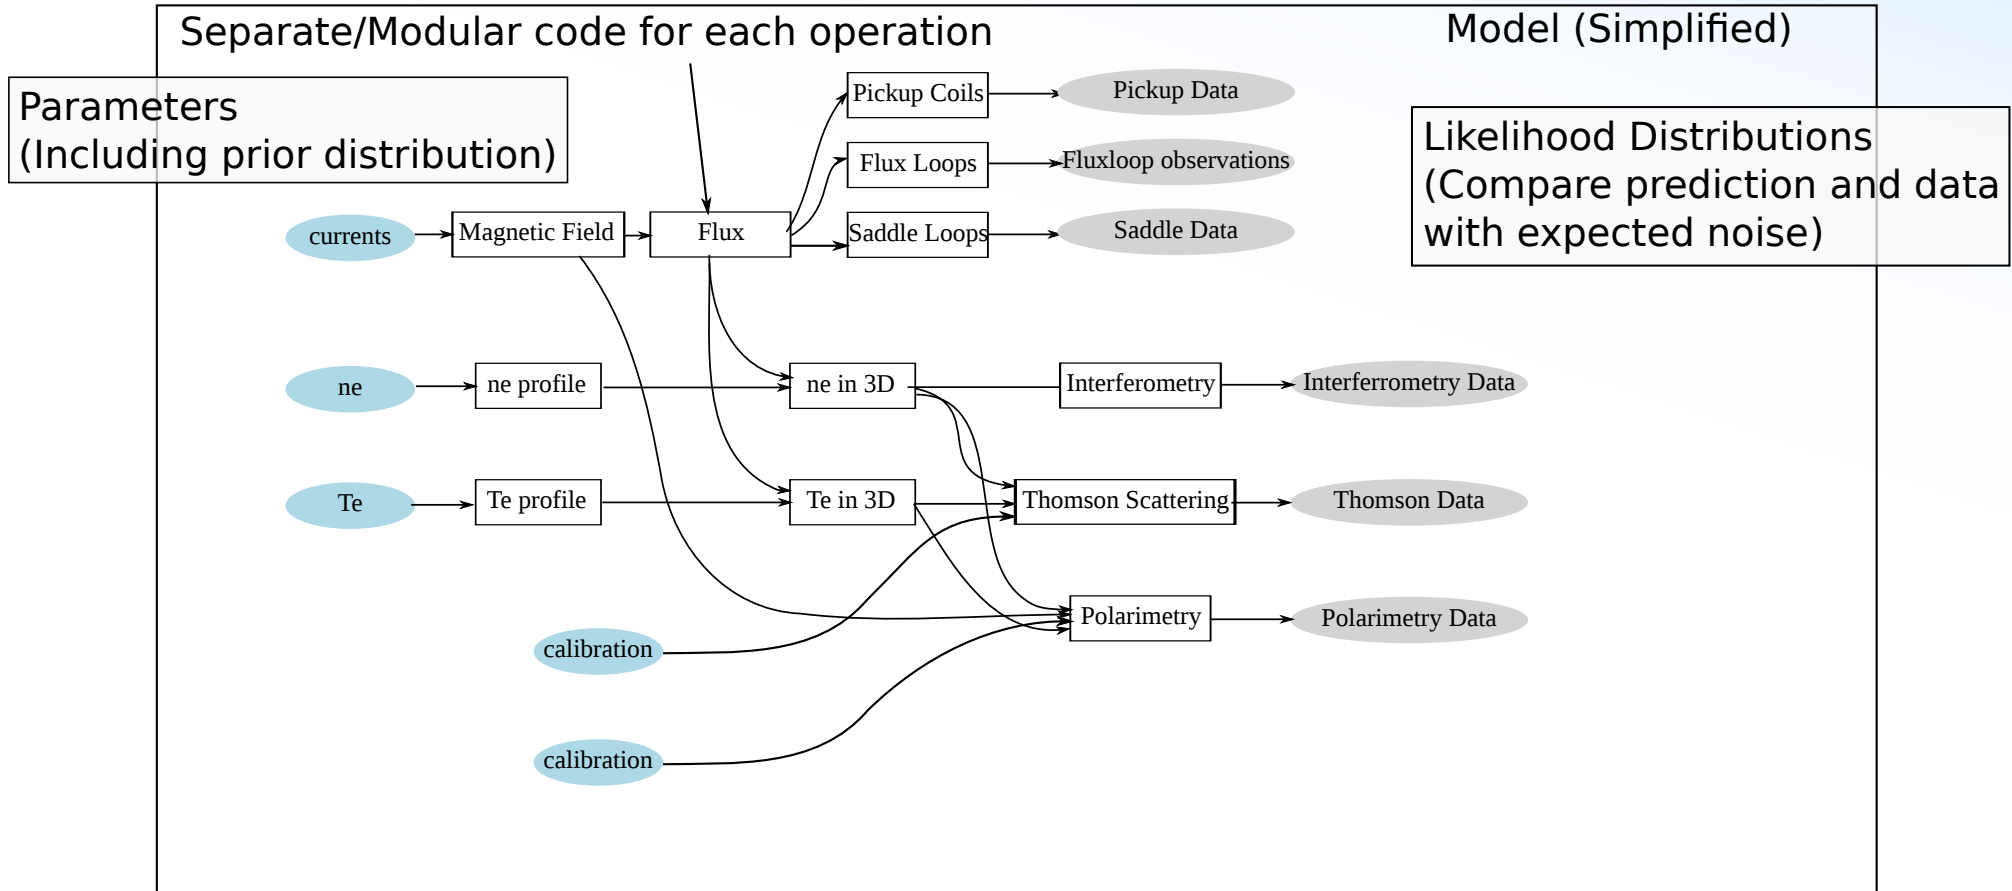 Separate/Modular code for each operation
Model (Simplified)
Parameters
(Including prior distribution)
Likelihood Distributions
(Compare prediction and data
with expected noise)
Pickup Coils
Pickup Data
Flux Loops
Fluxloop observations
currents
Magnetic Field
Flux
Saddle Loops
Saddle Data
ne
ne profile
ne in 3D
Interferometry
Interferrometry Data
Te
Te profile
Te in 3D
Thomson Scattering
Thomson Data
Polarimetry
Polarimetry Data
calibration
calibration